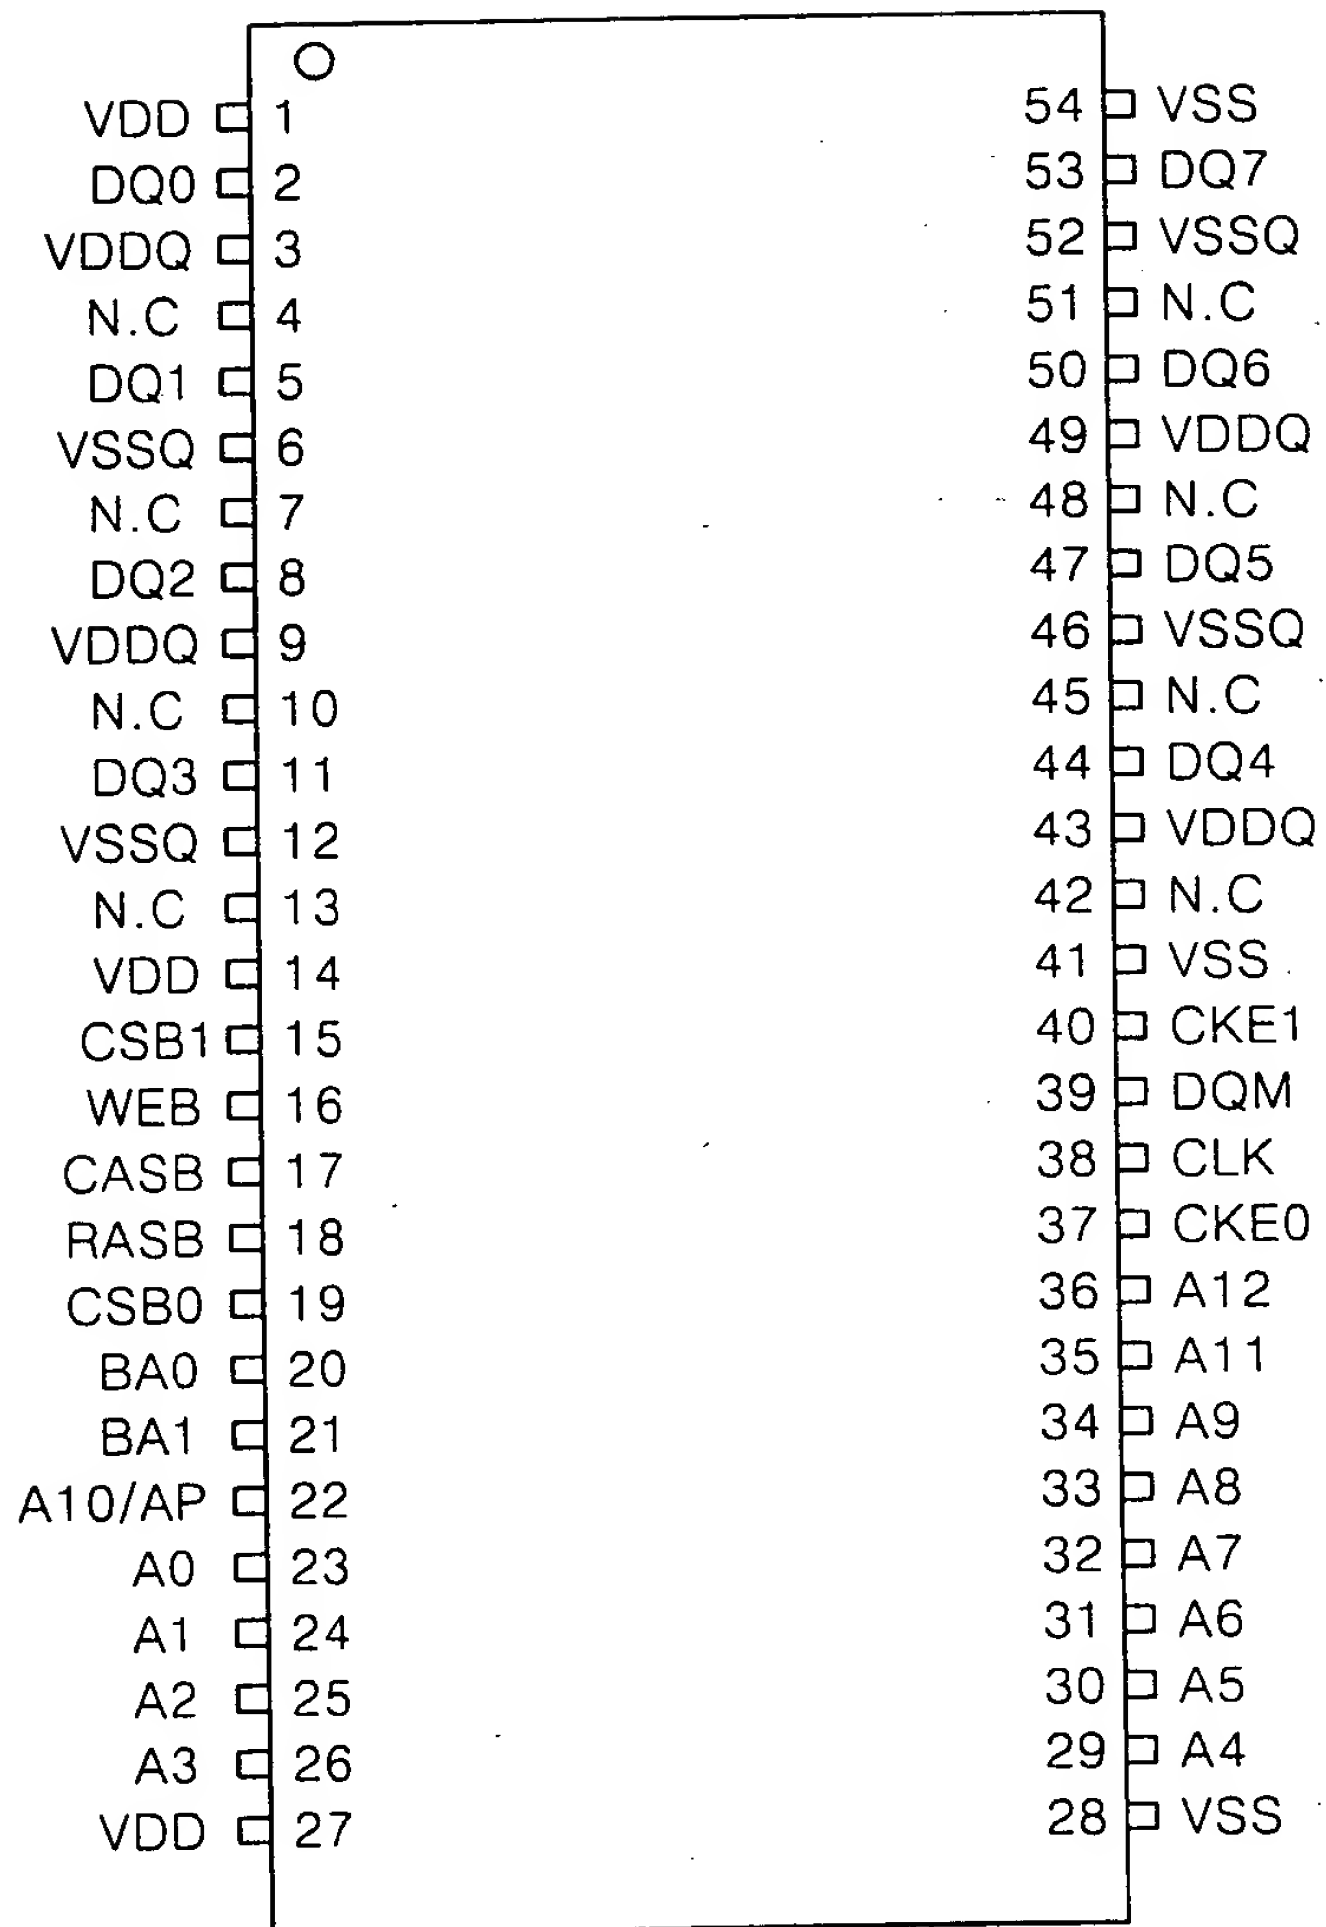 VDD 1 54 VSS
DQ0 2 53 DQ7
VDDQ 3 52 VSSQ
N.C 4 51 N.C
DQ1 5 50 DQ6
VSSQ 6 49 VDDQ
N.C 7 48 N.C
DQ2 8 47 DQ5
VDDQ 9 46 VSSQ
N.C 10 45 N.C
DQ3 11 44 DQ4
VSSQ 12 43 VDDQ
N.C 13 42 N.C
VDD 14 41 VSS
CSB1 15 40 CKE1
WEB 16 39 DQM
CASB 17 38 CLK
RASB 18 37 CKE0
CSB0 19 36 A12
BA0 20 35 A11
BA1 21 34 A9
A10/AP 22 33 A8
A0 23 32 A7
A1 24 31 A6
A2 25 30 A5
A3 26 29 A4
VDD 27 28 VSS